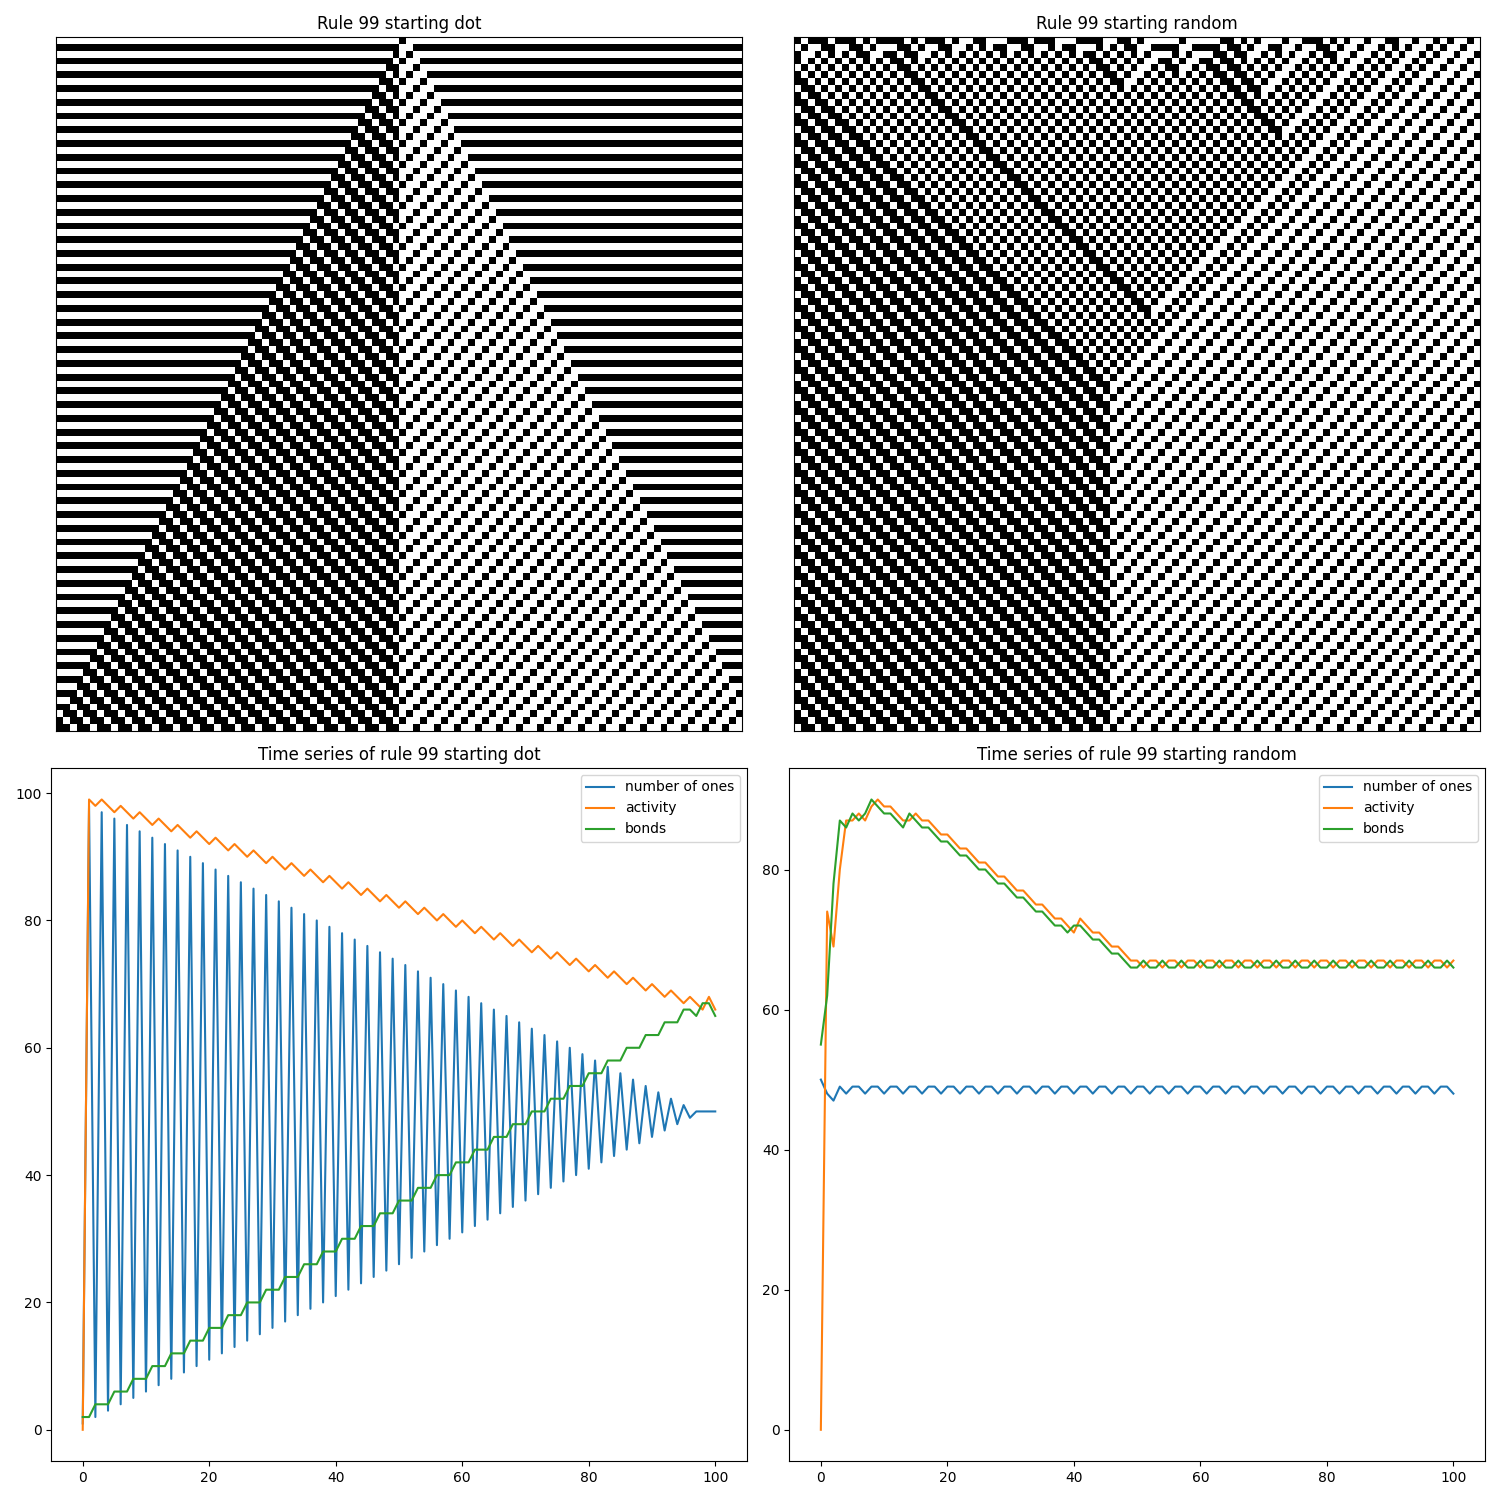 Rule 99 starting dot
Rule 99 starting random
Time series of rule 99 starting dot
100
80
60
40
20
0
0 20 40 60 80 100
number of ones
activity
bonds
Time series of rule 99 starting random
80
60
40
20
0
0 20 40 60 80 100
number of ones
activity
bonds